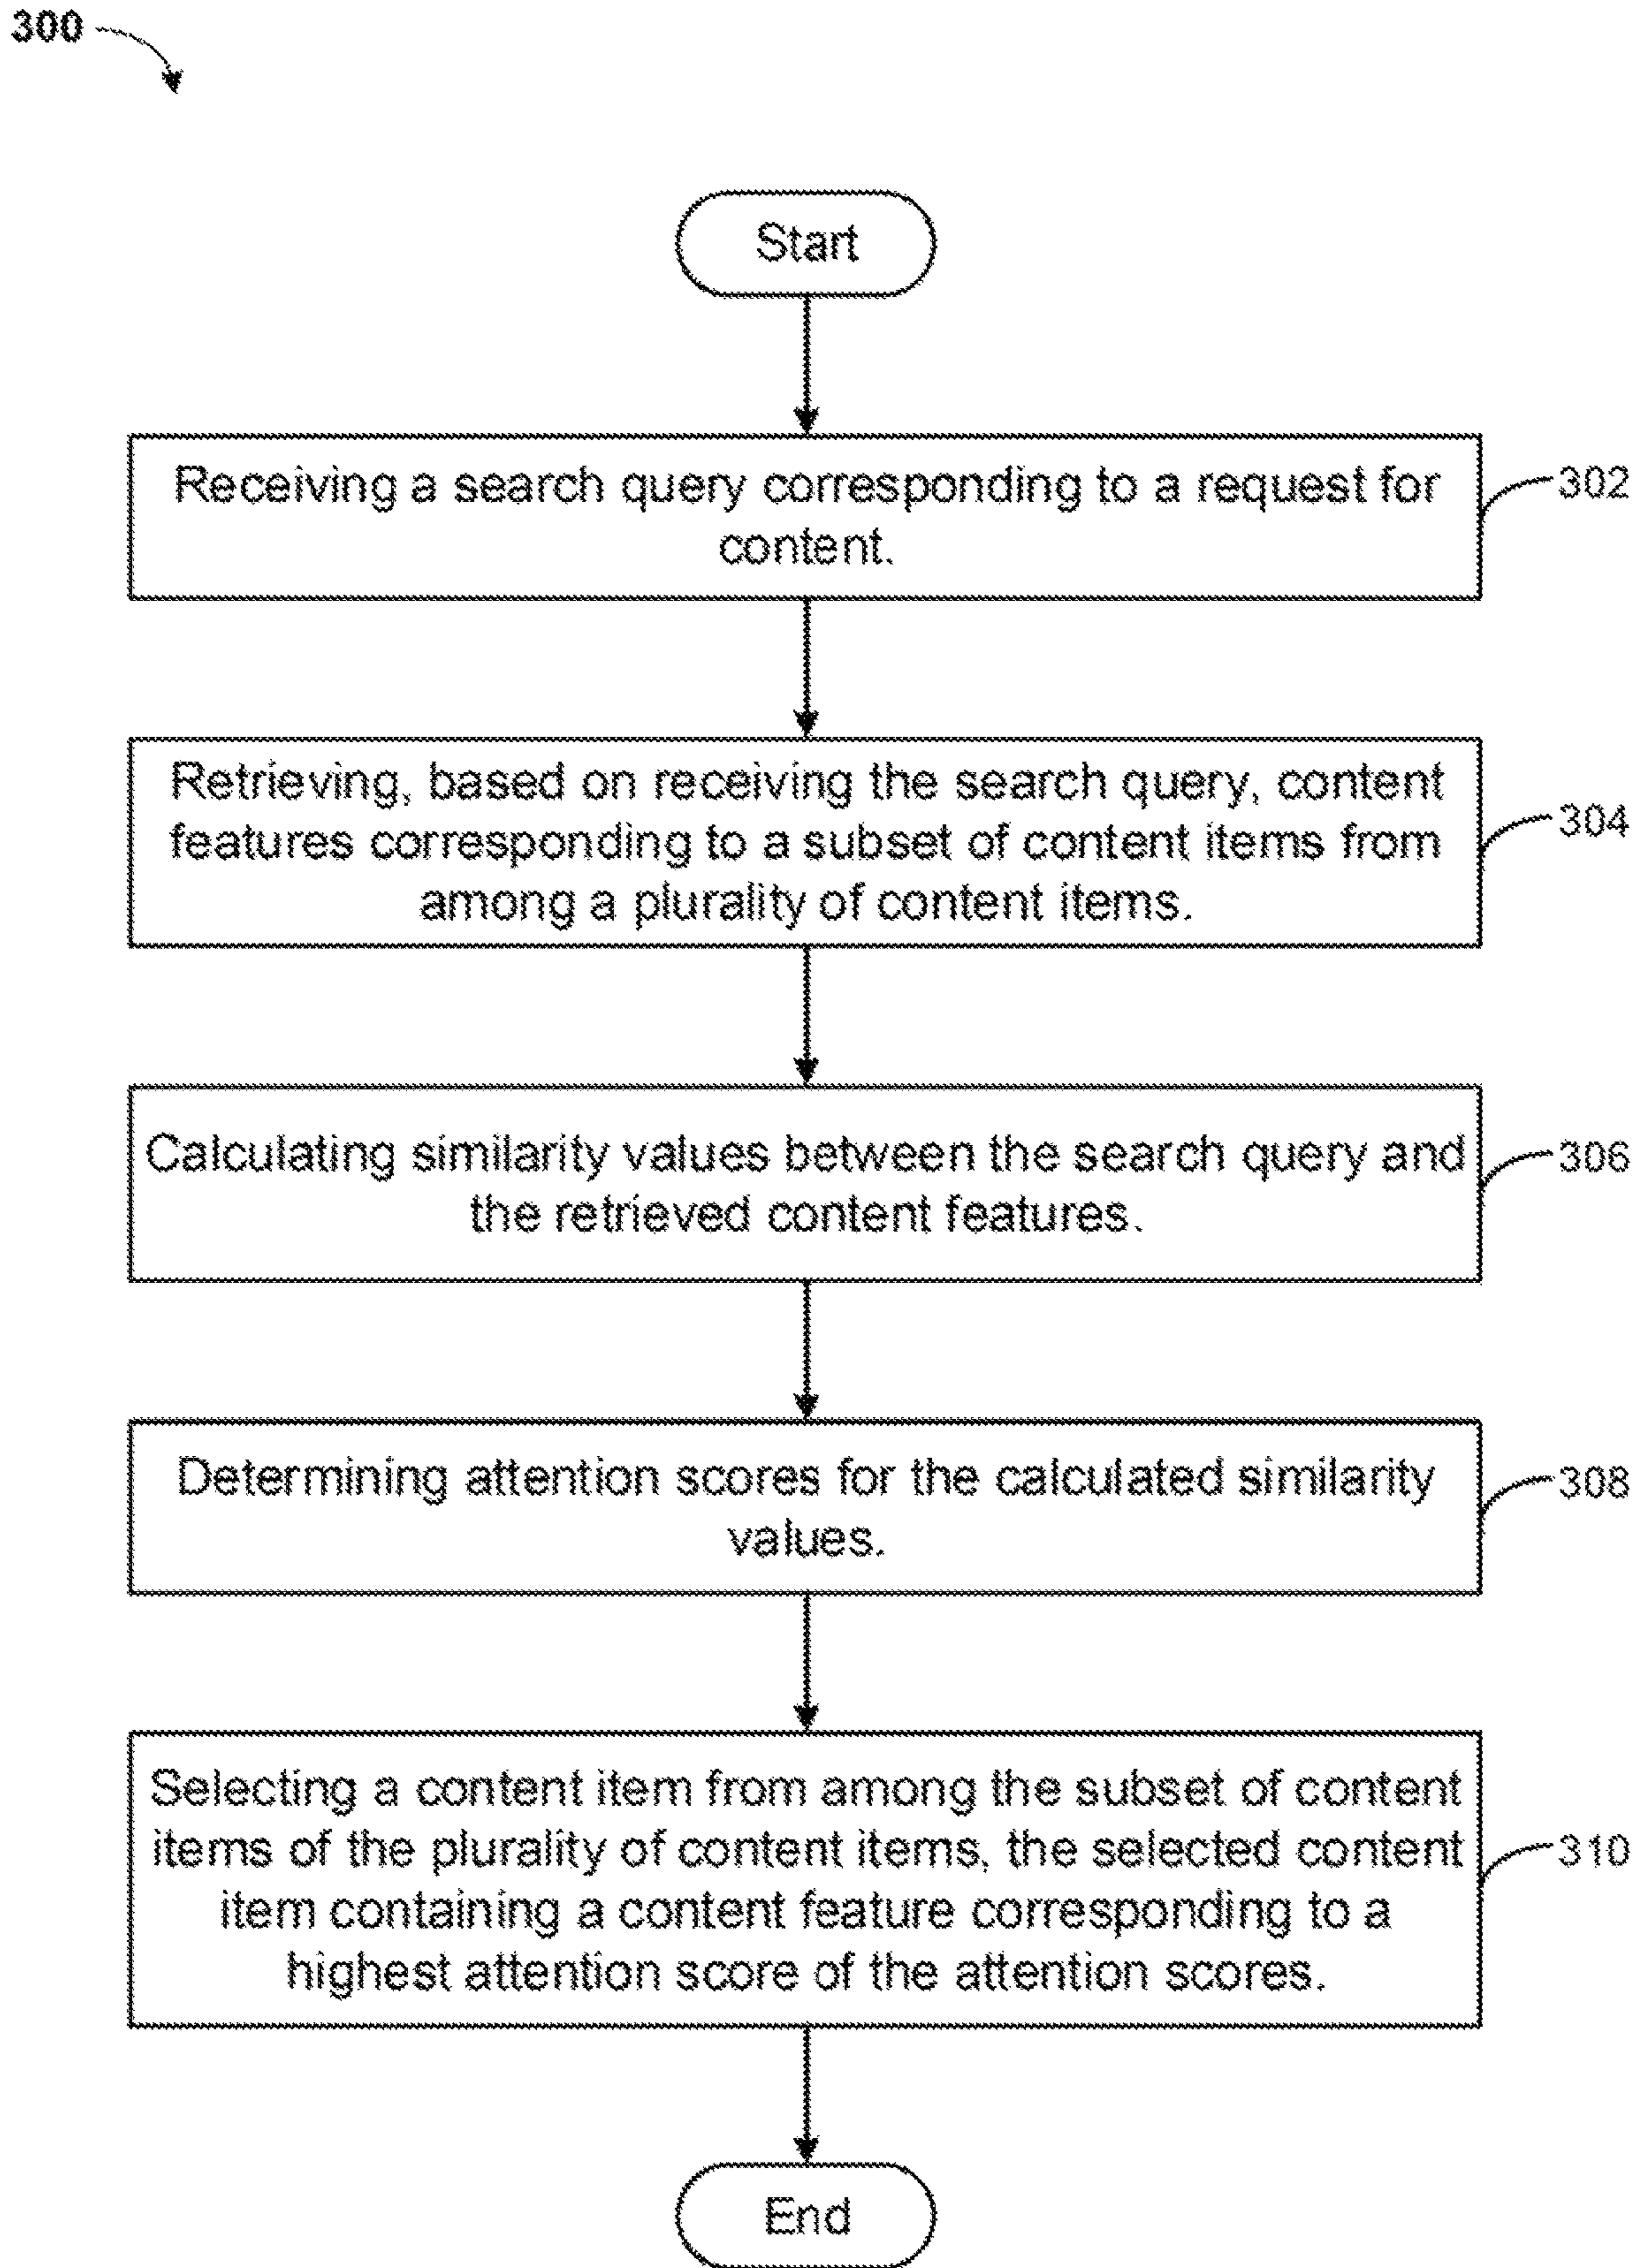 300
Start
Receiving a search query corresponding to a request for
content.
302
Retrieving, based on receiving the search query, content
features corresponding to a subset of content items from
among a plurality of content items.
304
Calculating similarity values between the search query and
the retrieved content features.
306
Determining attention scores for the calculated similarity
values.
308
Selecting a content item from among the subset of content
items of the plurality of content items, the selected content
item containing a content feature corresponding to a
highest attention score of the attention scores.
310
End